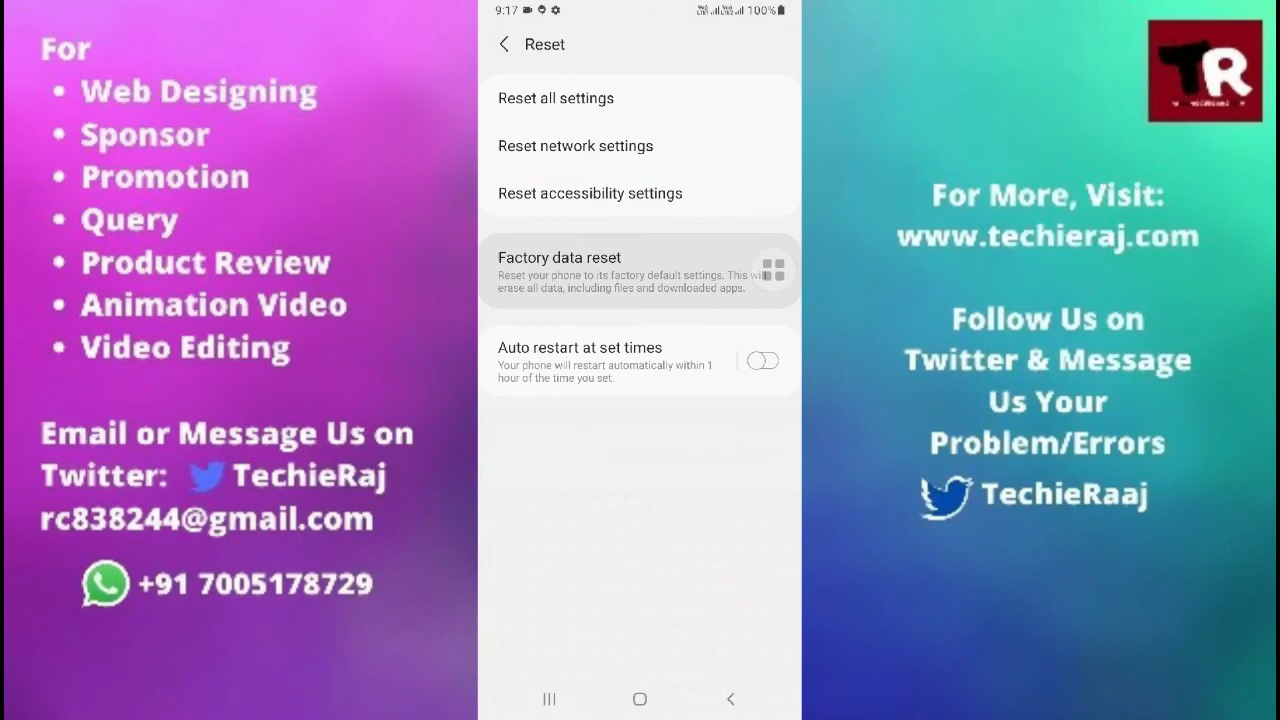 For
• Web Designing
• Sponsor
• Promotion
• Query
• Product Review
• Animation Video
• Video Editing
Email or Message Us on
Twitter: TechieRaj
rc838244@gmail.com
+91 7005178729
9:17
100%
Reset
Reset all settings
Reset network settings
Reset accessibility settings
Factory data reset
Reset your phone to its factory default settings. This will
erase all data, including files and downloaded apps.
Auto restart at set times
Your phone will restart automatically within 1
hour of the time you set.
TR
For More, Visit:
www.techieraj.com
Follow Us on
Twitter & Message
Us Your
Problem/Errors
TechieRaaj